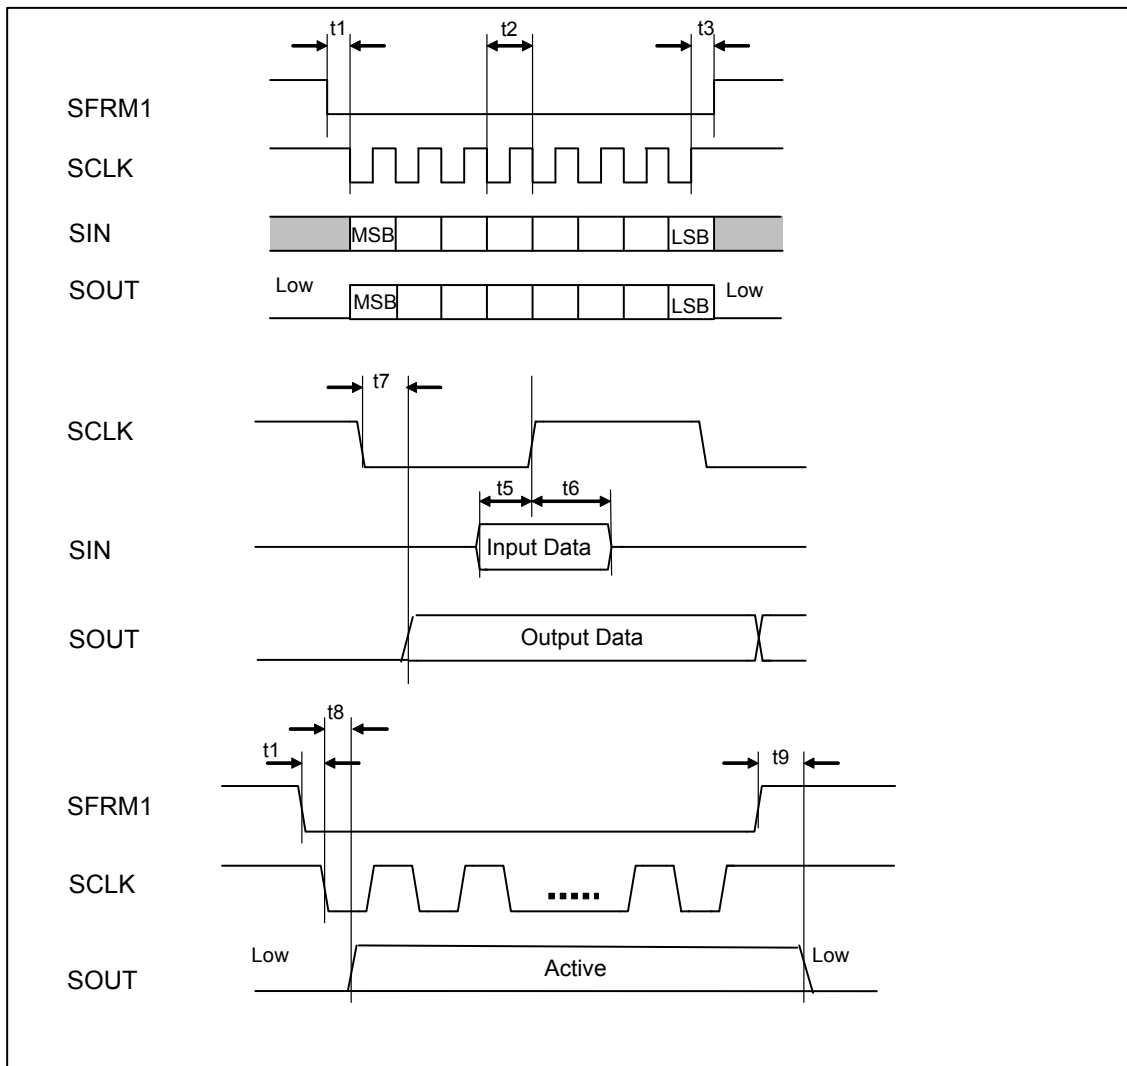 t1 t2 t3
SFRM1
SCLK
SIN MSB LSB
SOUT Low MSB LSB Low
t7
SCLK
t5 t6
SIN Input Data
SOUT Output Data
t8
t1 t9
SFRM1
SCLK
SOUT Low Active Low